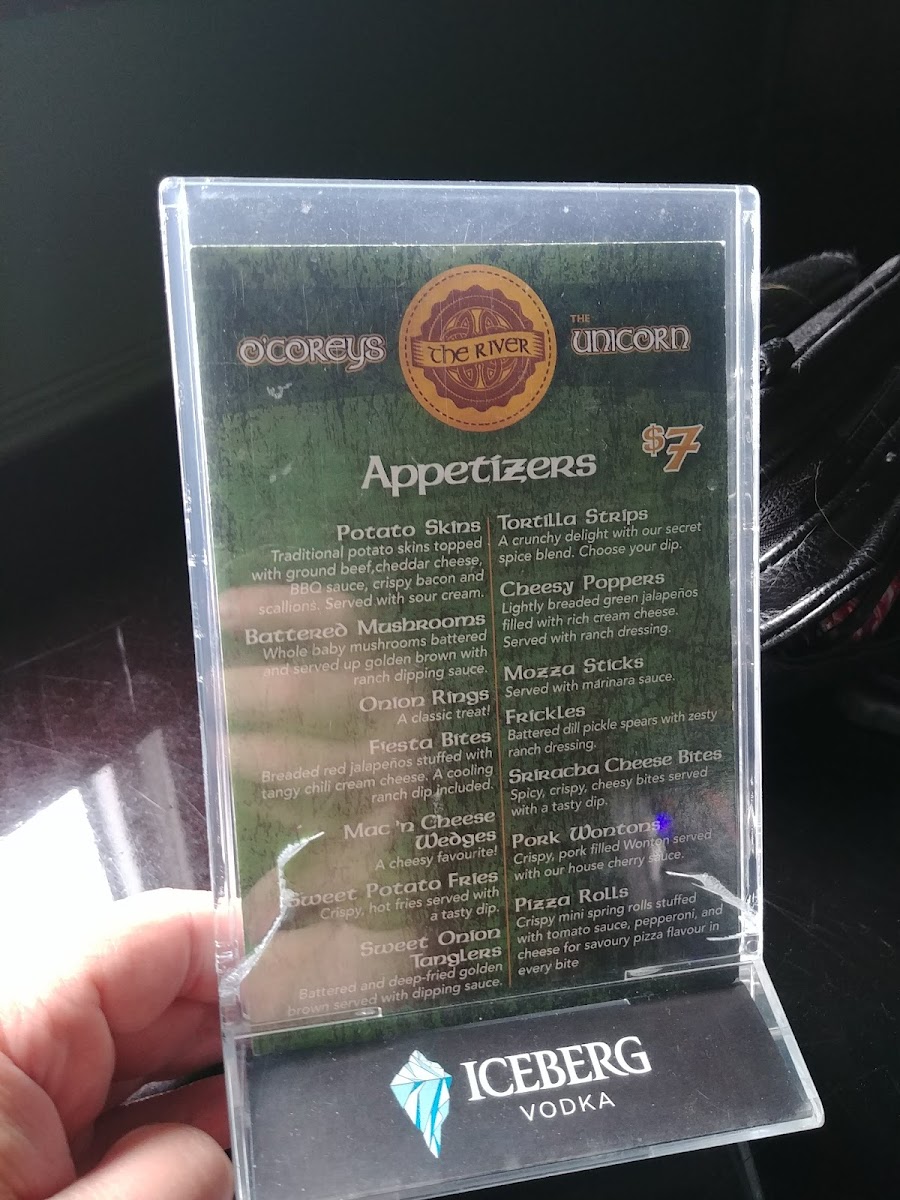 O'COREYS
THE RIVER
THE
UNICORN
$7
Appetizers
Potato Skins
Traditional potato skins topped
with ground beef,cheddar cheese,
BBQ sauce, crispy bacon and
scallions. Served with sour cream.
Battered Mushrooms
Whole baby mushrooms battered
and served up golden brown with
ranch dipping sauce.
Onion Rings
A classic treat!
Fiesta Bites
Breaded red jalapeños stuffed with
tangy chili cream cheese. A cooling
ranch dip included.
Mac 'n Cheese
Wedges
A cheesy favourite!
Sweet Potato Fries
Crispy, hot fries served with
a tasty dip.
Sweet Onion
Tanglers
Battered and deep-fried golden
brown served with dipping sauce.
Tortilla Strips
A crunchy delight with our secret
spice blend. Choose your dip.
Cheesy Poppers
Lightly breaded green jalapeños
filled with rich cream cheese.
Served with ranch dressing.
Mozza Sticks
Served with marinara sauce.
Frickles
Battered dill pickle spears with zesty
ranch dressing.
Sriracha Cheese Bites
Spicy, crispy, cheesy bites served
with a tasty dip.
Pork Wontons
Crispy, pork filled Wonton served
with our house cherry sauce.
Pizza Rolls
Crispy mini spring rolls stuffed
with tomato sauce, pepperoni, and
cheese for savoury pizza flavour in
every bite
ICEBERG
VODKA